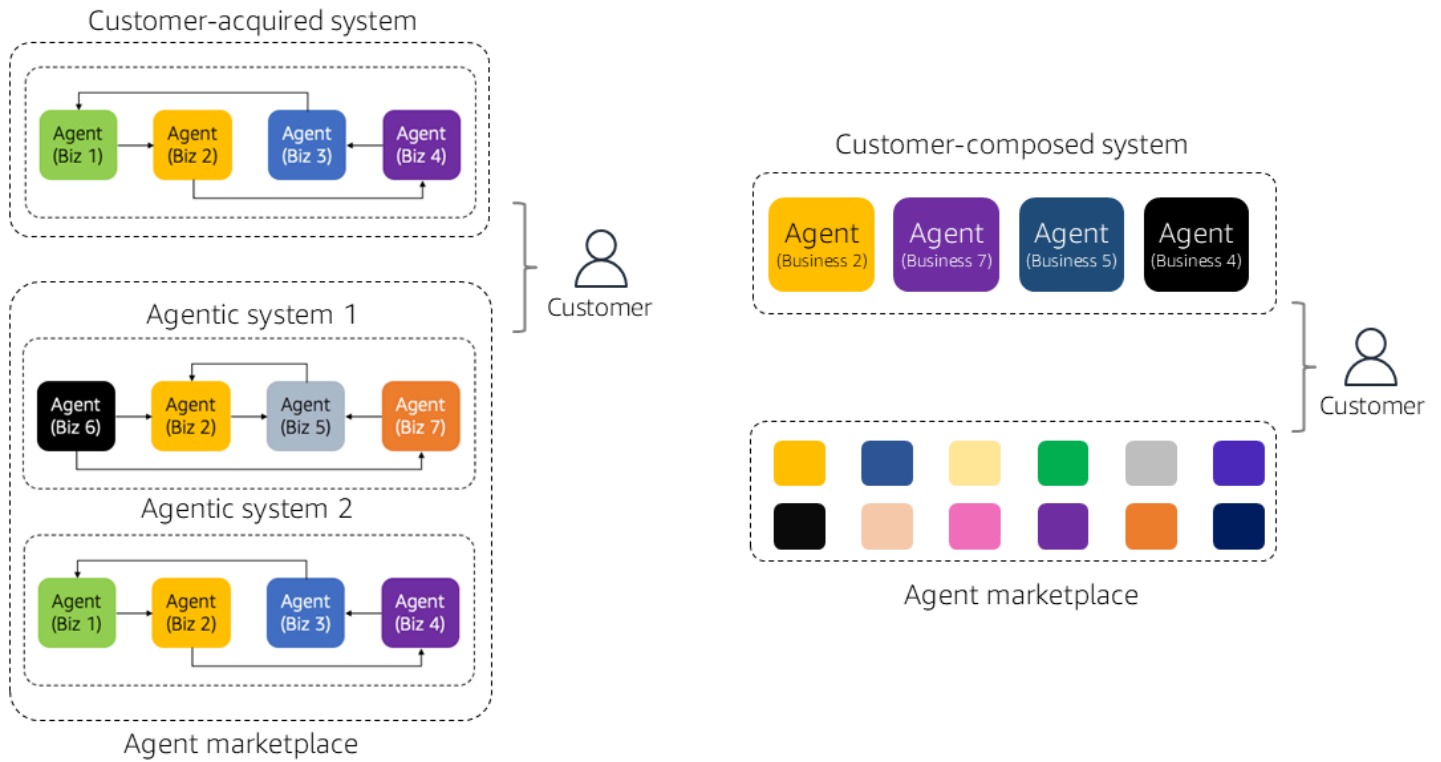 Customer-acquired system
Agent
(Biz 1)
Agent
(Biz 2)
Agent
(Biz 3)
Agent
(Biz 4)
Customer
Agentic system 1
Agent
(Biz 6)
Agent
(Biz 2)
Agent
(Biz 5)
Agent
(Biz 7)
Agentic system 2
Agent
(Biz 1)
Agent
(Biz 2)
Agent
(Biz 3)
Agent
(Biz 4)
Agent marketplace
Customer-composed system
Agent
(Business 2)
Agent
(Business 7)
Agent
(Business 5)
Agent
(Business 4)
Customer
Agent marketplace